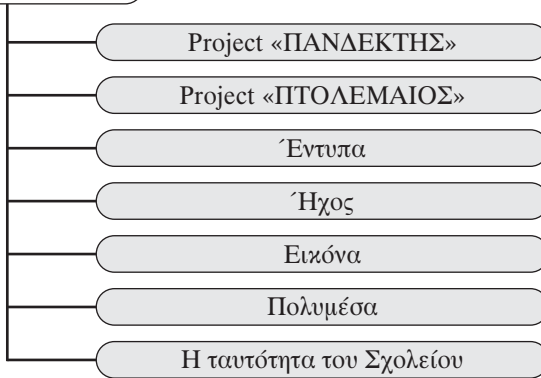 Project «ΠΑΝΔΕΚΤΗΣ»
Project «ΠΤΟΛΕΜΑΙΟΣ»
Έντυπα
Ήχος
Εικόνα
Πολυμέσα
Η ταυτότητα του Σχολείου